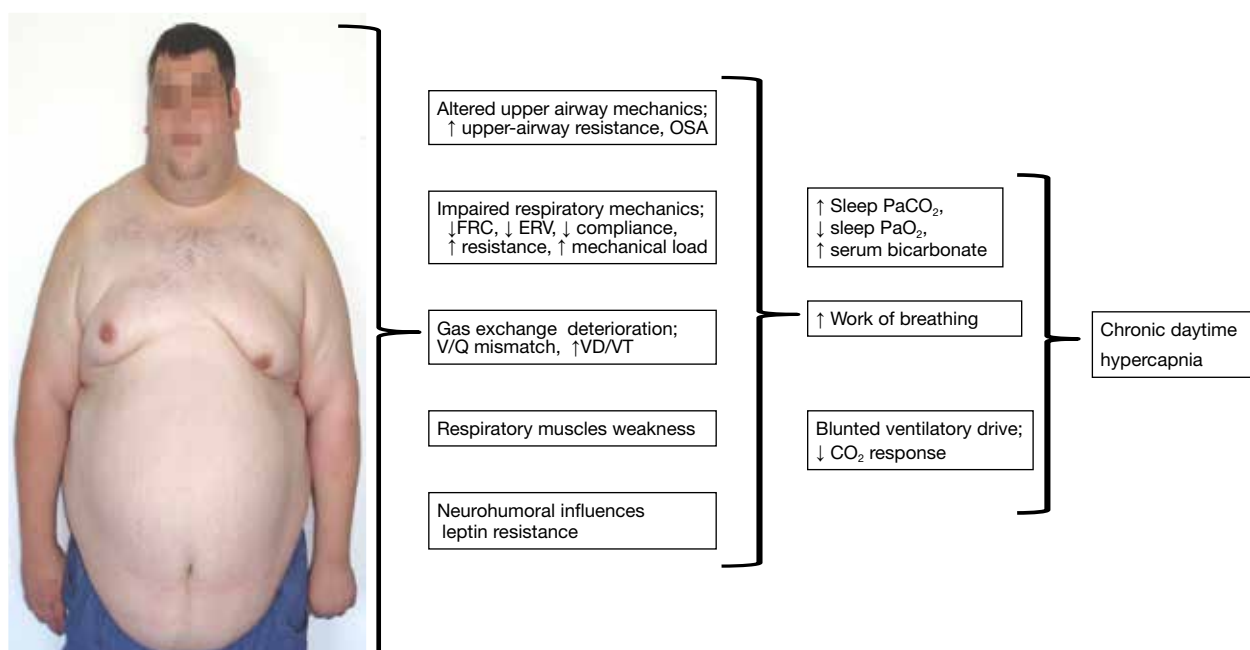 Altered upper airway mechanics;
↑ upper-airway resistance, OSA
Impaired respiratory mechanics;
↓FRC, ↓ ERV, ↓ compliance,
↑ resistance, ↑ mechanical load
Gas exchange deterioration;
V/Q mismatch, ↑VD/VT
Respiratory muscles weakness
Neurohumoral influences
leptin resistance
↑ Sleep PaCO₂,
↓ sleep PaO₂,
↑ serum bicarbonate
↑ Work of breathing
Blunted ventilatory drive;
↓ CO₂ response
Chronic daytime
hypercapnia